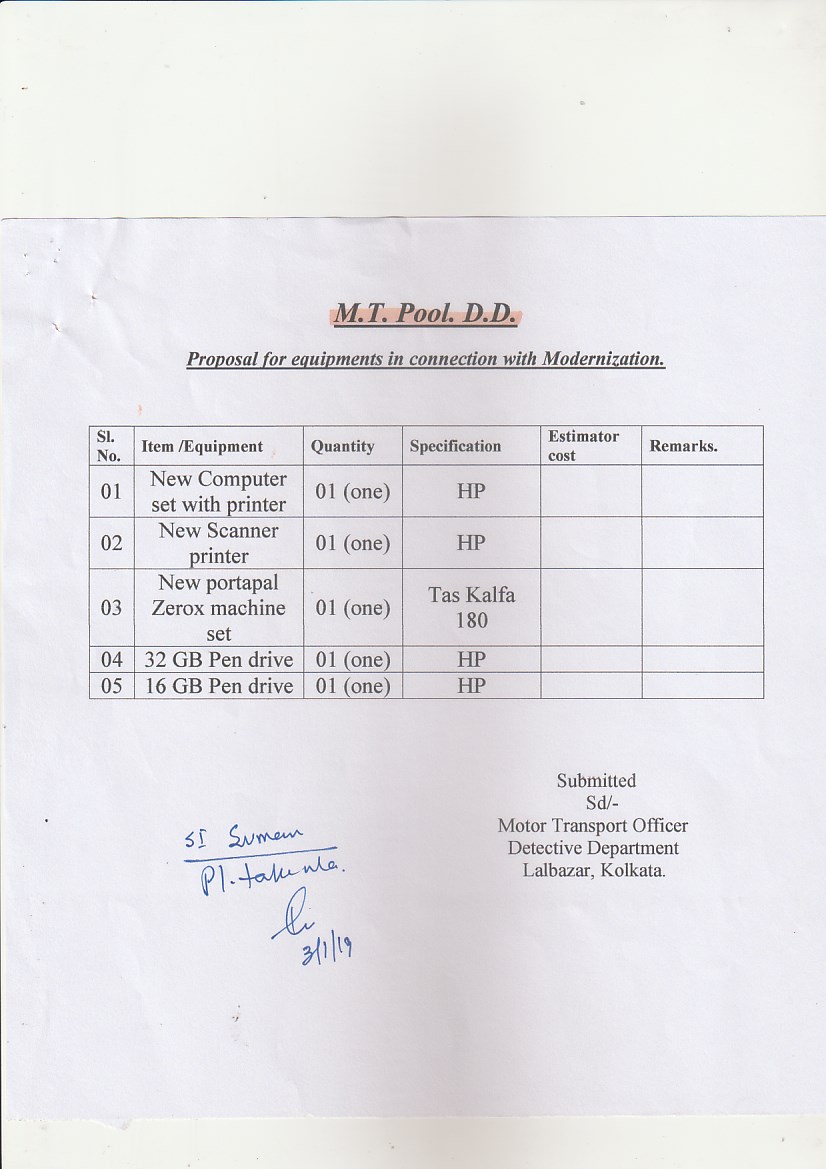 M.T. Pool. D.D.
Proposal for equipments in connection with Modernization.
Sl. No. Item /Equipment Quantity Specification Estimator cost Remarks.
01 New Computer set with printer 01 (one) HP
02 New Scanner printer 01 (one) HP
03 New portapal Zerox machine set 01 (one) Tas Kalfa 180
04 32 GB Pen drive 01 (one) HP
05 16 GB Pen drive 01 (one) HP
Submitted
Sd/-
Motor Transport Officer
Detective Department
Lalbazar, Kolkata.
SI Suman
Pl. take n/a.
3/1/19